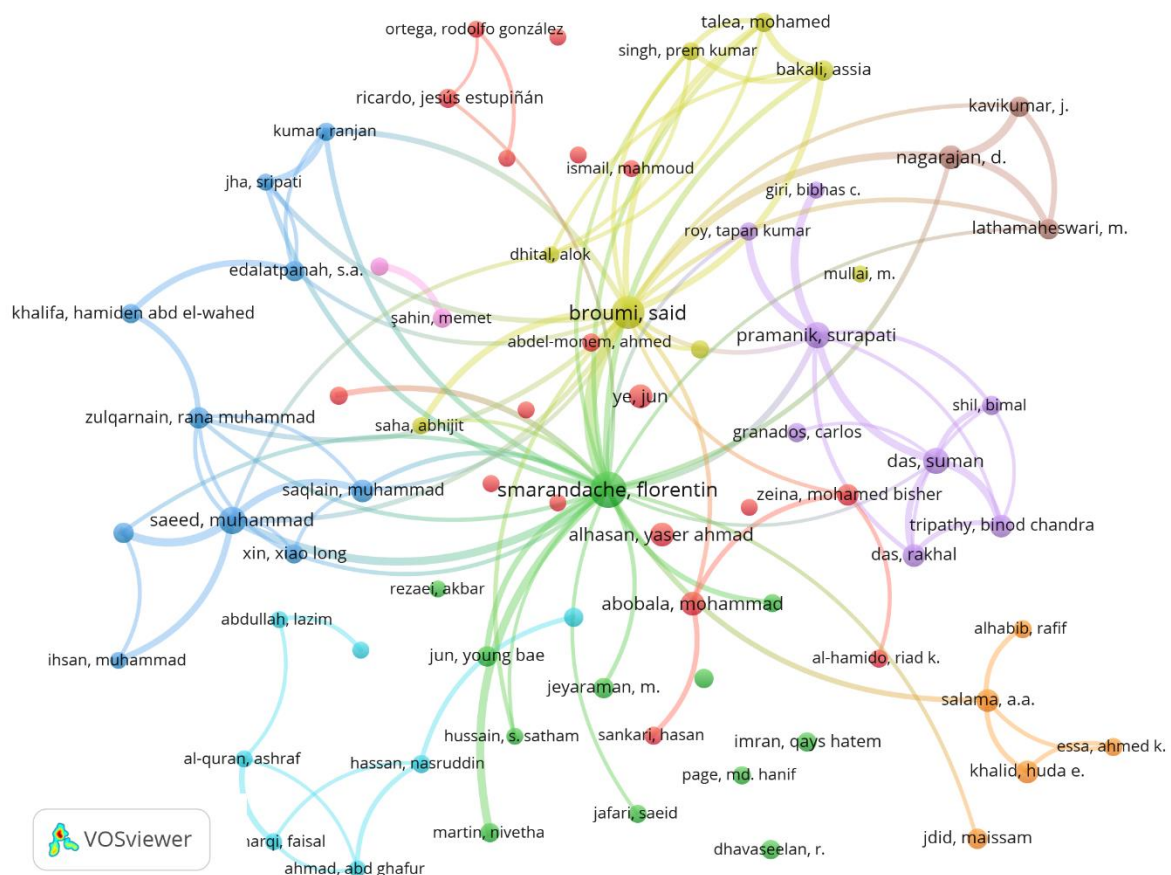 ortega, rodolfo gonzález
talea, mohamed
singh, prem kumar
bakali, assia
ricardo, jesús estupiñán
kavikumar, j.
kumar, ranjan
nagarajan, d.
ismail, mahmoud
jha, sripati
giri, bibhas c.
roy, tapan kumar
lathamaheswari, m.
dhital, alok
edalatpanah, s.a.
mullai, m.
khalifa, hamiden abd el-wahed
broumi, said
şahin, memet
pramanik, surapati
abdel-monem, ahmed
ye, jun
shil, bimal
zulqarnain, rana muhammad
saha, abhijit
granados, carlos
das, suman
saqlain, muhammad
smarandache, florentin
zeina, mohamed bisher
saeed, muhammad
tripathy, binod chandra
alhasan, yaser ahmad
xin, xiao long
das, rakhal
rezaei, akbar
abobala, mohammad
abdullah, lazim
alhabib, rafif
ihsan, muhammad
jun, young bae
al-hamido, riad k.
jeyaraman, m.
salama, a.a.
hussain, s. satham
sankari, hasan
imran, qays hatem
essa, ahmed k.
al-quran, ashraf
hassan, nasruddin
page, md. hanif
khalid, huda e.
jafari, saeid
martin, nivetha
jdid, maissam
VOSviewer
harqi, faisal
dhavaseelan, r.
ahmad, abd ghafur